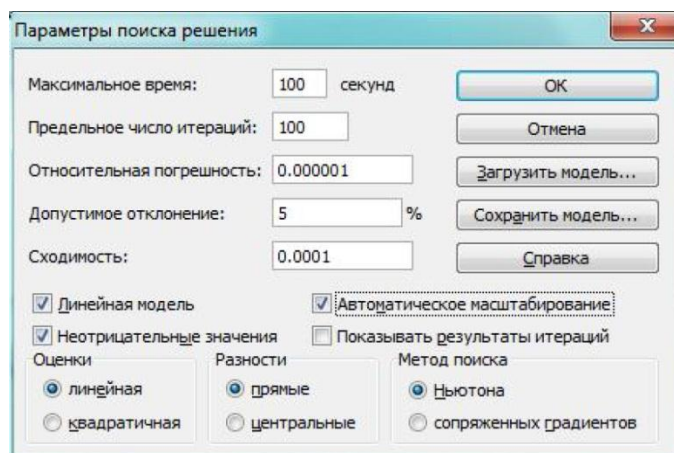 Параметры поиска решения
Максимальное время: 100 секунд OK
Предельное число итераций: 100 Отмена
Относительная погрешность: 0.000001 Загрузить модель...
Допустимое отклонение: 5 % Сохранить модель...
Сходимость: 0.0001 Справка
Линейная модель Автоматическое масштабирование
Неотрицательные значения Показывать результаты итераций
Оценки Разности Метод поиска
линейная прямые Ньютона
квадратичная центральные сопряженных градиентов